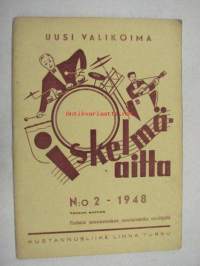 UUSI VALIKOIMA
iskelmä-
aitta
N:o 2 - 1948
KUSTANNUSLIIKE LINNA TURKU